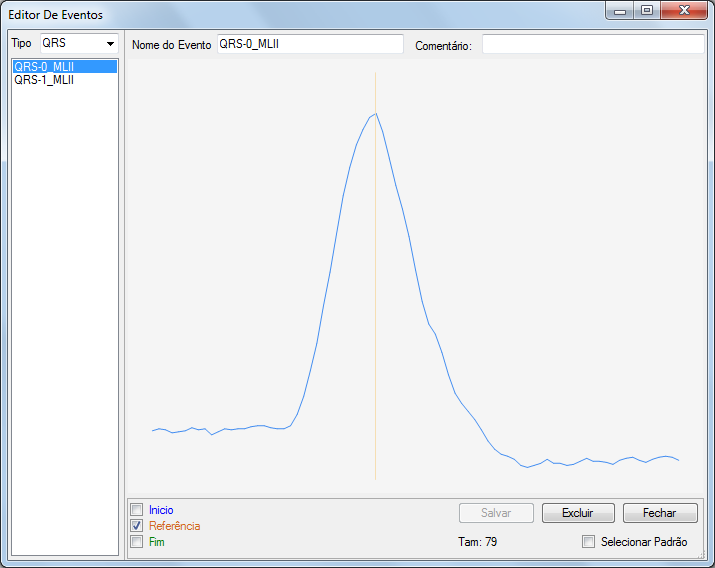 Editor De Eventos
Tipo QRS Nome do Evento QRS-0_MLII Comentário:
QRS-0_MLII
QRS-1_MLII
Inicio
Referência
Fim
Salvar Excluir Fechar
Tam: 79 Selecionar Padrão